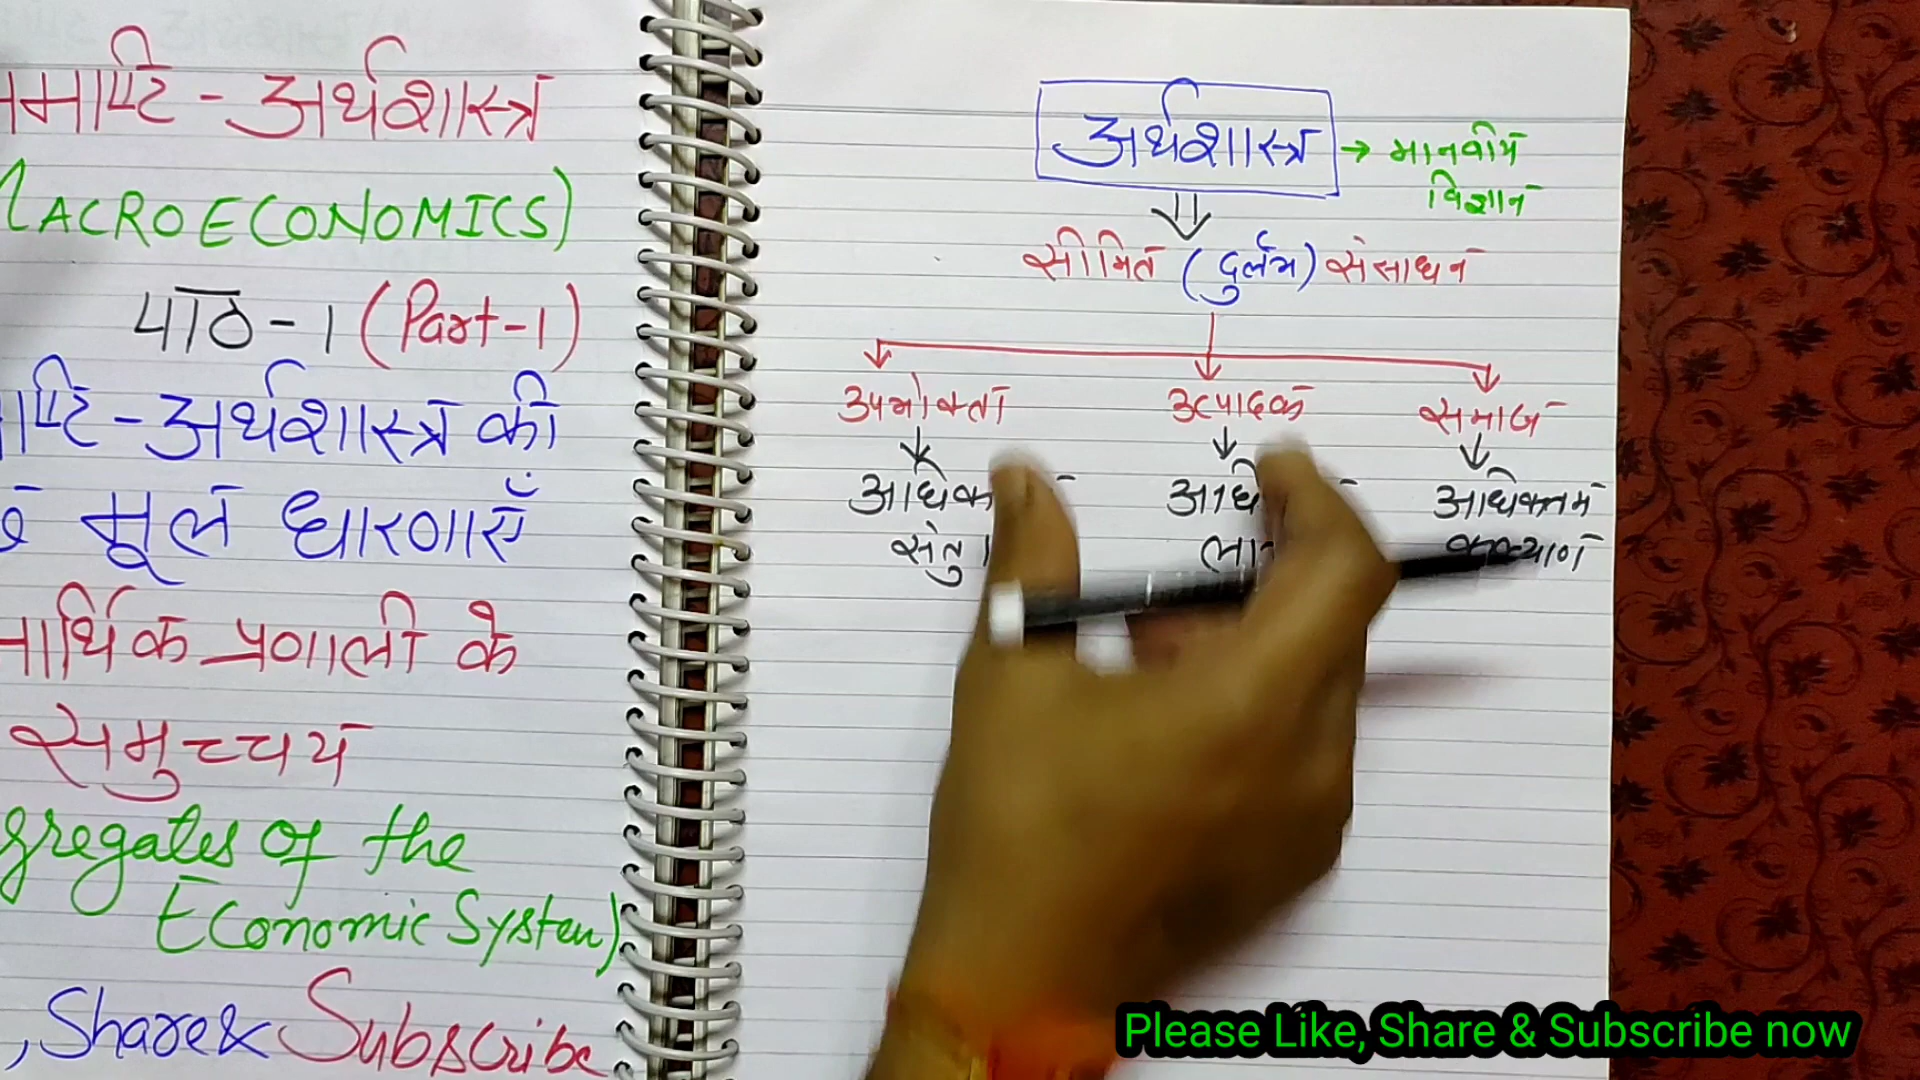 समष्टि - अर्थशास्त्र
MACROECONOMICS)
पाठ - 1 (Part-1)
समष्टि - अर्थशास्त्र की
मूल धारणाएँ
आर्थिक प्रणाली के
समुच्चय
gregates of the
Economic System)
, Share & Subscribe
अर्थशास्त्र → मानवीय
विज्ञान
सीमित (दुर्लभ) संसाधन
उपभोक्ता उत्पादक समाज
अधिकतम
कल्याण
Please Like, Share & Subscribe now